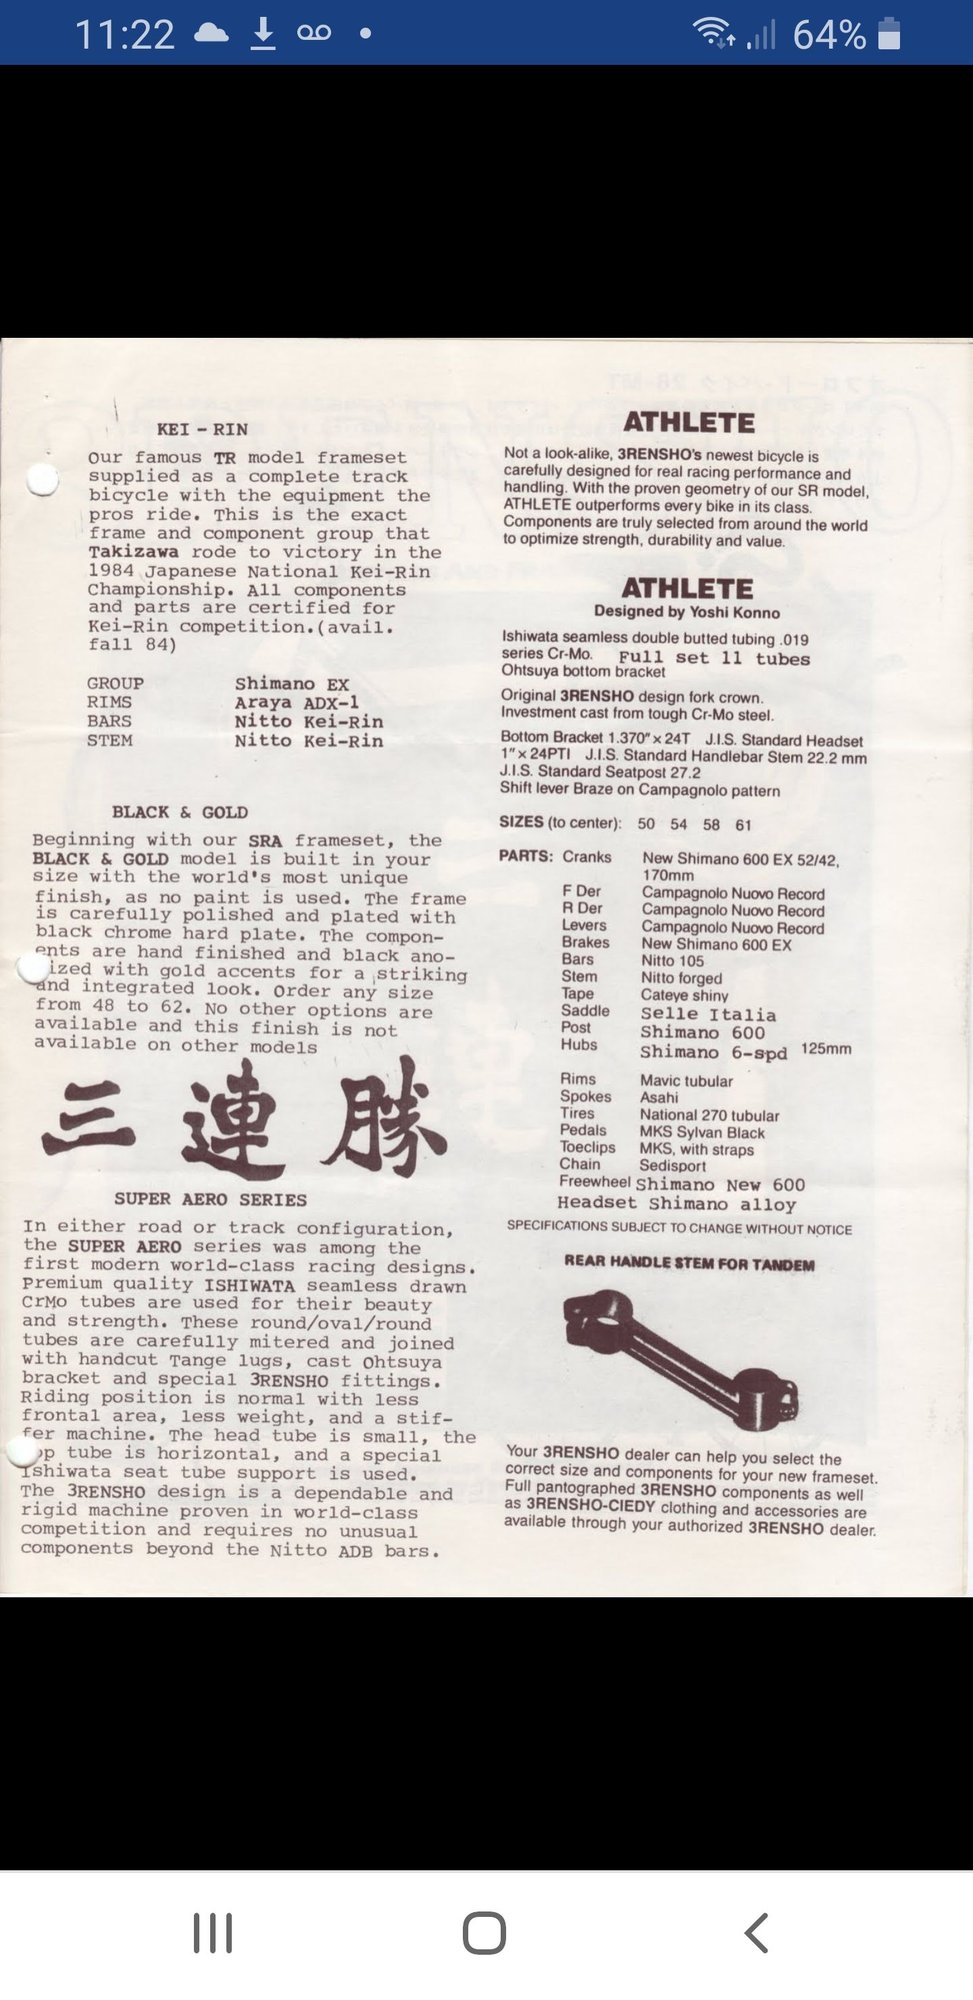 11:22
64%
KEI - RIN
Our famous TR model frameset
supplied as a complete track
bicycle with the equipment the
pros ride. This is the exact
frame and component group that
Takizawa rode to victory in the
1984 Japanese National Kei-Rin
Championship. All components
and parts are certified for
Kei-Rin competition.(avail.
fall 84)
GROUP Shimano EX
RIMS Araya ADX-1
BARS Nitto Kei-Rin
STEM Nitto Kei-Rin
BLACK & GOLD
Beginning with our SRA frameset, the
BLACK & GOLD model is built in your
size with the world's most unique
finish, as no paint is used. The frame
is carefully polished and plated with
black chrome hard plate. The compon-
ents are hand finished and black ano-
ized with gold accents for a striking
and integrated look. Order any size
from 48 to 62. No other options are
available and this finish is not
available on other models
三連勝
SUPER AERO SERIES
In either road or track configuration,
the SUPER AERO series was among the
first modern world-class racing designs.
Premium quality ISHIWATA seamless drawn
CrMo tubes are used for their beauty
and strength. These round/oval/round
tubes are carefully mitered and joined
with handcut Tange lugs, cast Ohtsuya
bracket and special 3RENSHO fittings.
Riding position is normal with less
frontal area, less weight, and a stif-
fer machine. The head tube is small, the
op tube is horizontal, and a special
Ishiwata seat tube support is used.
The 3RENSHO design is a dependable and
rigid machine proven in world-class
competition and requires no unusual
components beyond the Nitto ADB bars.
ATHLETE
Not a look-alike, 3RENSHO's newest bicycle is
carefully designed for real racing performance and
handling. With the proven geometry of our SR model,
ATHLETE outperforms every bike in its class.
Components are truly selected from around the world
to optimize strength, durability and value.
ATHLETE
Designed by Yoshi Konno
Ishiwata seamless double butted tubing .019
series Cr-Mo. Full set 11 tubes
Ohtsuya bottom bracket
Original 3RENSHO design fork crown.
Investment cast from tough Cr-Mo steel.
Bottom Bracket 1.370" x 24T J.I.S. Standard Headset
1" x 24PTI J.I.S. Standard Handlebar Stem 22.2 mm
J.I.S. Standard Seatpost 27.2
Shift lever Braze on Campagnolo pattern
SIZES (to center): 50 54 58 61
PARTS: Cranks New Shimano 600 EX 52/42,
170mm
F Der Campagnolo Nuovo Record
R Der Campagnolo Nuovo Record
Levers Campagnolo Nuovo Record
Brakes New Shimano 600 EX
Bars Nitto 105
Stem Nitto forged
Tape Cateye shiny
Saddle Selle Italia
Post Shimano 600
Hubs Shimano 6-spd 125mm
Rims Mavic tubular
Spokes Asahi
Tires National 270 tubular
Pedals MKS Sylvan Black
Toeclips MKS, with straps
Chain Sedisport
Freewheel Shimano New 600
Headset Shimano alloy
SPECIFICATIONS SUBJECT TO CHANGE WITHOUT NOTICE
REAR HANDLE STEM FOR TANDEM
Your 3RENSHO dealer can help you select the
correct size and components for your new frameset.
Full pantographed 3RENSHO components as well
as 3RENSHO-CIEDY clothing and accessories are
available through your authorized 3RENSHO dealer.